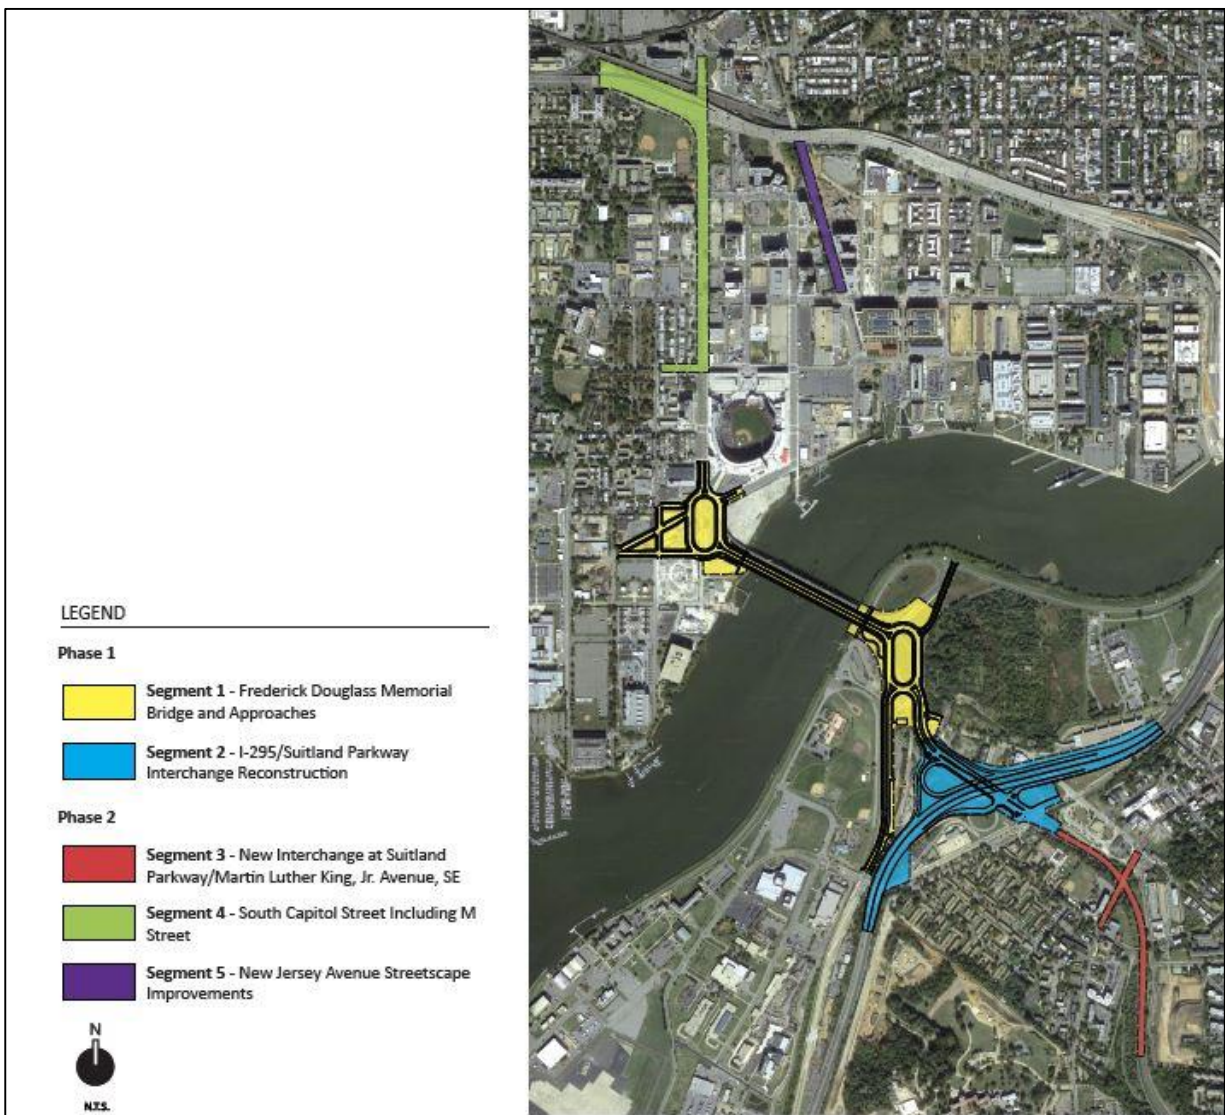 LEGEND
Phase 1
Segment 1 - Frederick Douglass Memorial
Bridge and Approaches
Segment 2 - I-295/Suitland Parkway
Interchange Reconstruction
Phase 2
Segment 3 - New Interchange at Suitland
Parkway/Martin Luther King, Jr. Avenue, SE
Segment 4 - South Capitol Street Including M
Street
Segment 5 - New Jersey Avenue Streetscape
Improvements
N
N.T.S.